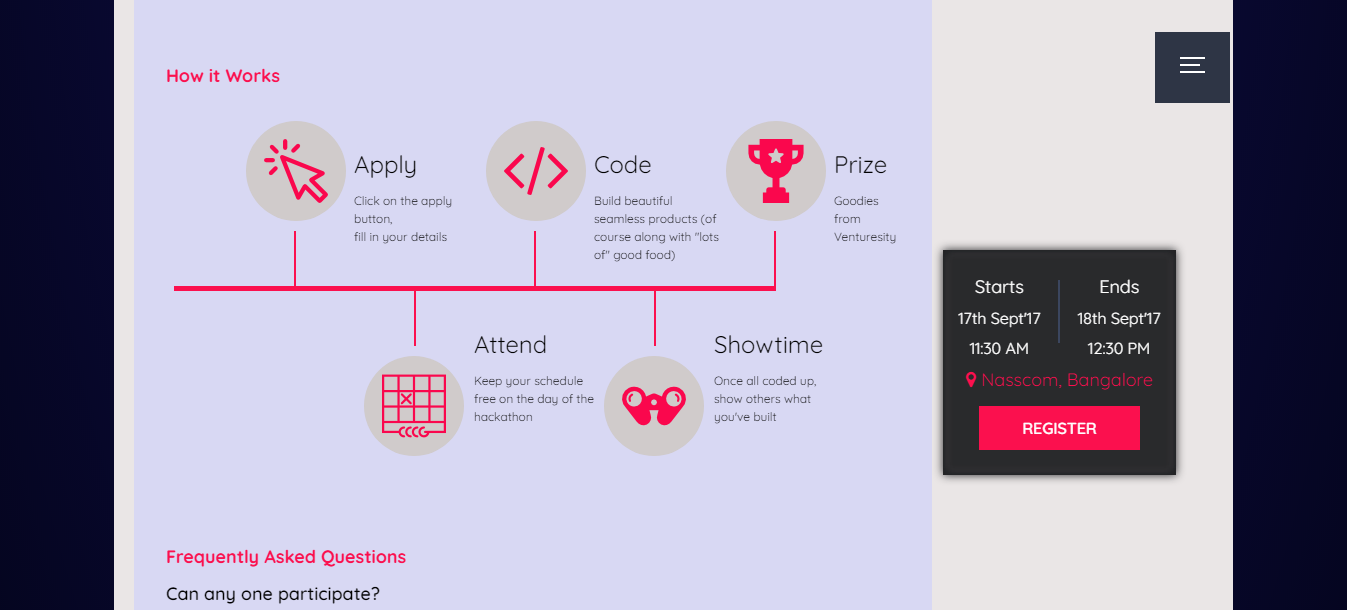 How it Works
Apply
Click on the apply
button,
fill in your details
Code
Build beautiful
seamless products (of
course along with "lots
of" good food)
Prize
Goodies
from
Venturesity
Attend
Keep your schedule
free on the day of the
hackathon
Showtime
Once all coded up,
show others what
you've built
Starts
17th Sept'17
11:30 AM
Ends
18th Sept'17
12:30 PM
Nasscom, Bangalore
REGISTER
Frequently Asked Questions
Can any one participate?